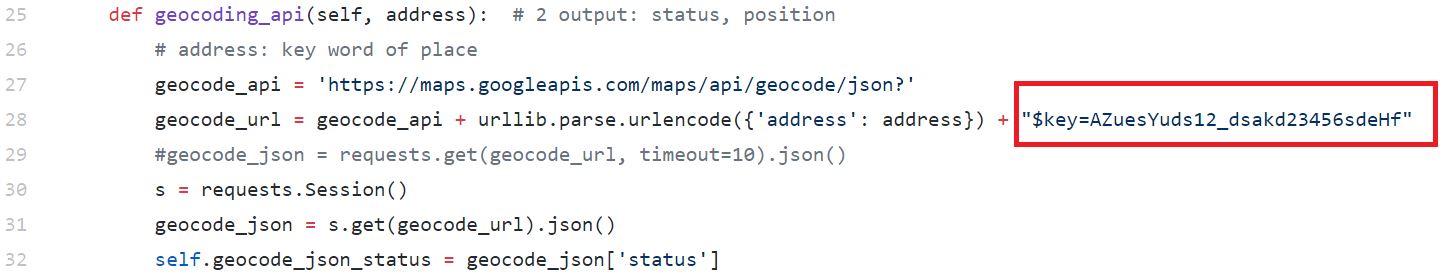 25 def geocoding_api(self, address):  # 2 output: status, position
26 # address: key word of place
27 geocode_api = 'https://maps.googleapis.com/maps/api/geocode/json?'
28 geocode_url = geocode_api + urllib.parse.urlencode({'address': address}) + "$key=AZuesYuds12_dsakd23456sdeHf"
29 #geocode_json = requests.get(geocode_url, timeout=10).json()
30 s = requests.Session()
31 geocode_json = s.get(geocode_url).json()
32 self.geocode_json_status = geocode_json['status']